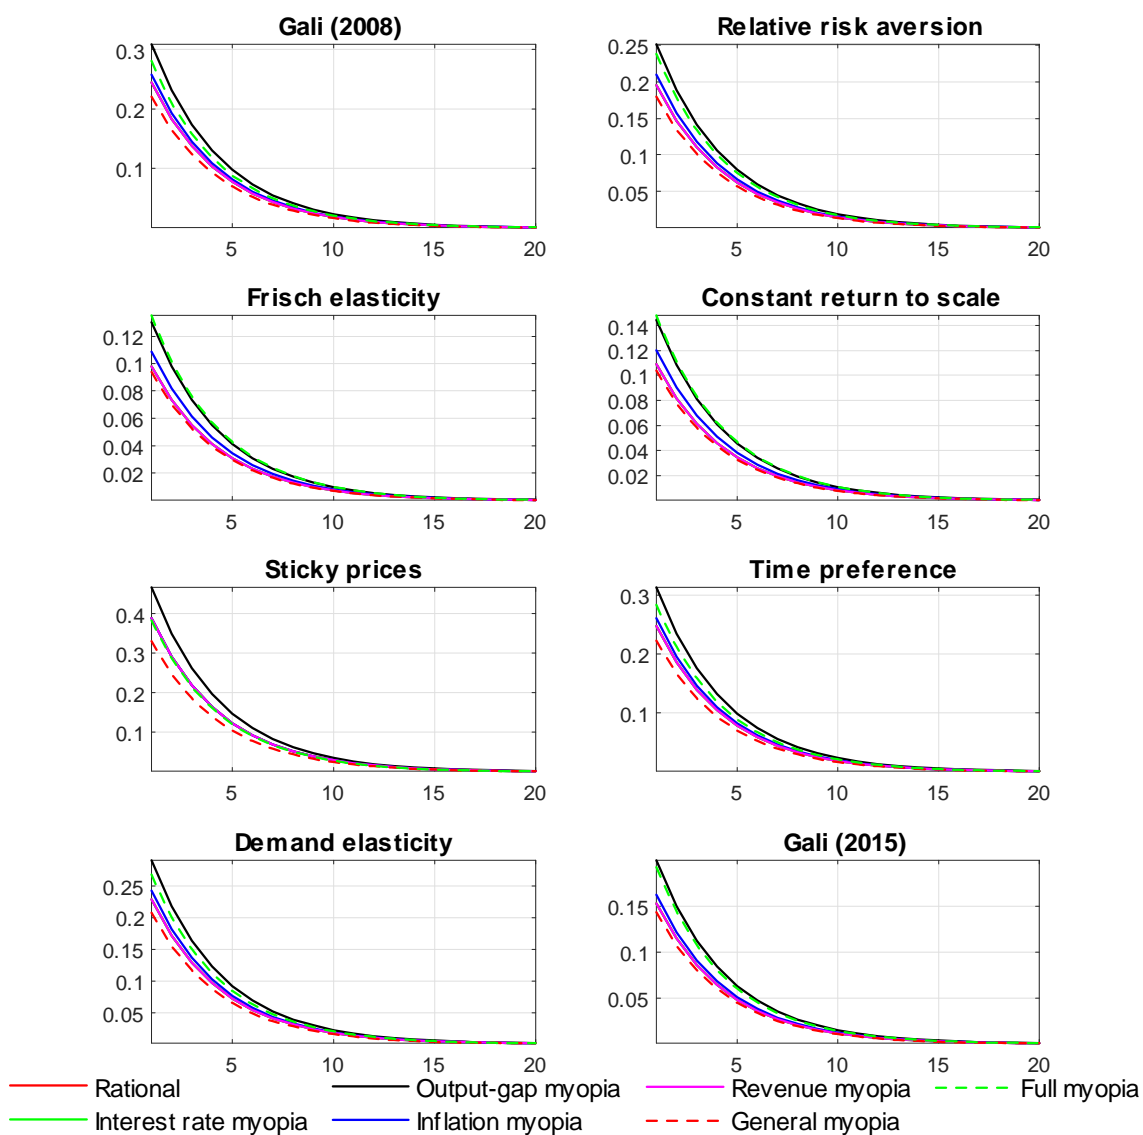 Gali (2008)
0.3
0.2
0.1
5 10 15 20
Relative risk aversion
0.25
0.2
0.15
0.1
0.05
5 10 15 20
Frisch elasticity
0.12
0.1
0.08
0.06
0.04
0.02
5 10 15 20
Constant return to scale
0.14
0.12
0.1
0.08
0.06
0.04
0.02
5 10 15 20
Sticky prices
0.4
0.3
0.2
0.1
5 10 15 20
Time preference
0.3
0.2
0.1
5 10 15 20
Demand elasticity
0.25
0.2
0.15
0.1
0.05
5 10 15 20
Gali (2015)
0.15
0.1
0.05
5 10 15 20
Rational Output-gap myopia Revenue myopia Full myopia
Interest rate myopia Inflation myopia General myopia